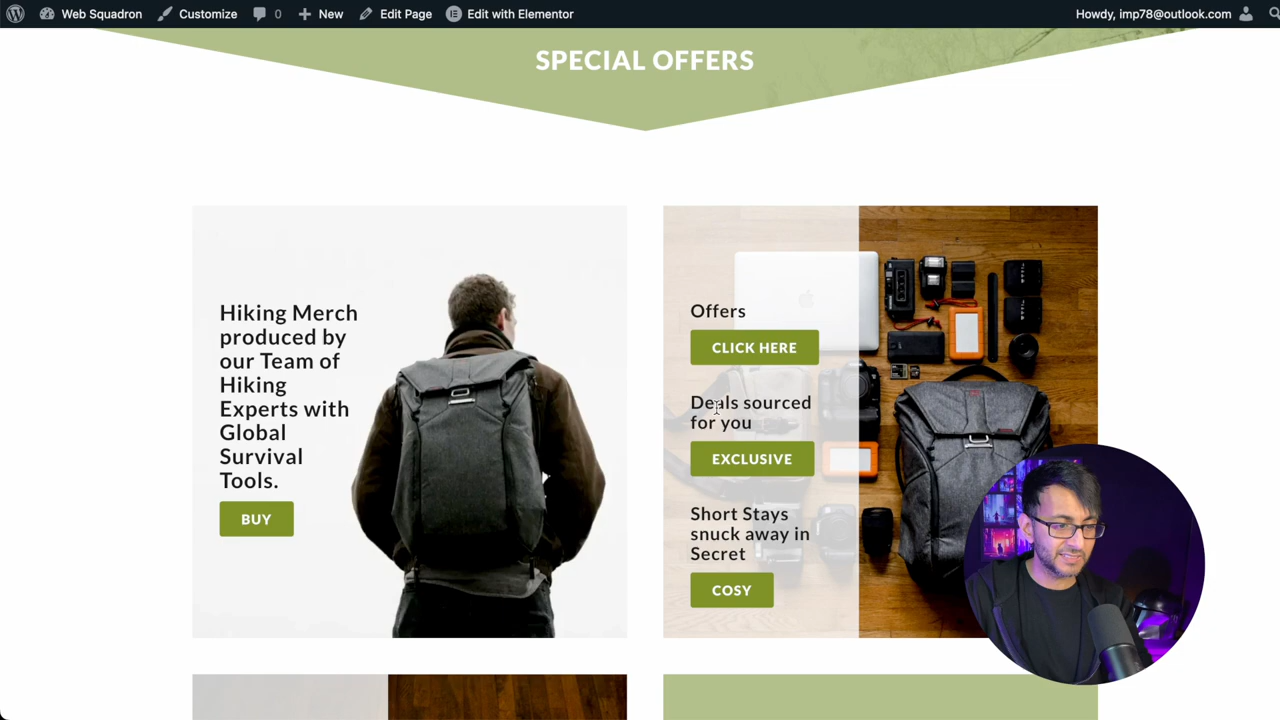 Web Squadron Customize 0 New Edit Page Edit with Elementor Howdy, imp78@outlook.com
SPECIAL OFFERS
Hiking Merch
produced by
our Team of
Hiking
Experts with
Global
Survival
Tools.
BUY
Offers
CLICK HERE
Deals sourced
for you
EXCLUSIVE
Short Stays
snuck away in
Secret
COSY